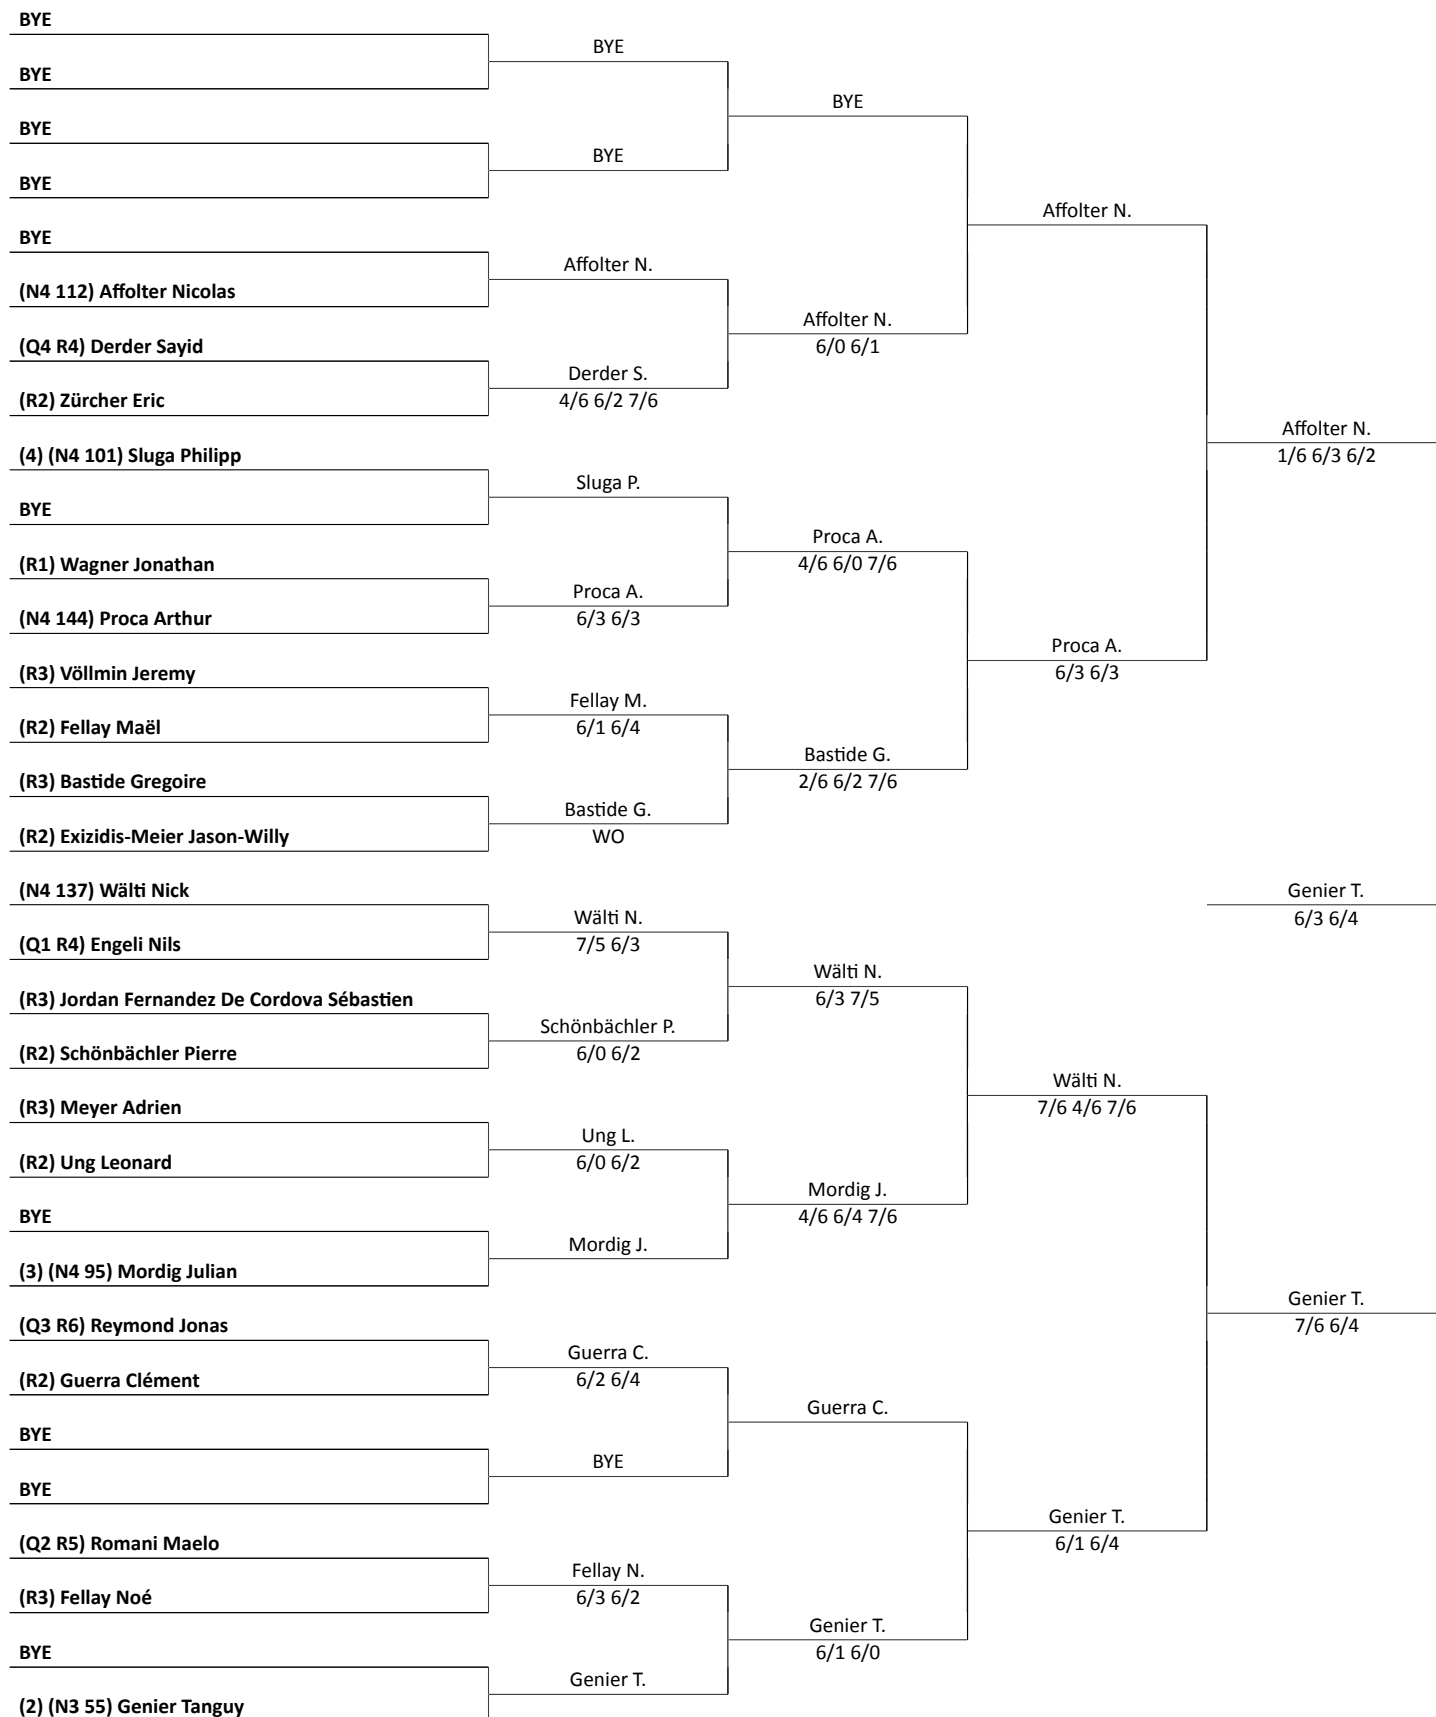 BYE
BYE
BYE
BYE
BYE
(N4 112) Affolter Nicolas
(Q4 R4) Derder Sayid
(R2) Zürcher Eric
(4) (N4 101) Sluga Philipp
BYE
(R1) Wagner Jonathan
(N4 144) Proca Arthur
(R3) Völlmin Jeremy
(R2) Fellay Maël
(R3) Bastide Gregoire
(R2) Exizidis-Meier Jason-Willy
(N4 137) Wälti Nick
(Q1 R4) Engeli Nils
(R3) Jordan Fernandez De Cordova Sébastien
(R2) Schönbächler Pierre
(R3) Meyer Adrien
(R2) Ung Leonard
BYE
(3) (N4 95) Mordig Julian
(Q3 R6) Reymond Jonas
(R2) Guerra Clément
BYE
BYE
(Q2 R5) Romani Maelo
(R3) Fellay Noé
BYE
(2) (N3 55) Genier Tanguy
BYE
BYE
Affolter N.
Derder S.
4/6 6/2 7/6
Sluga P.
Proca A.
6/3 6/3
Fellay M.
6/1 6/4
Bastide G.
WO
Wälti N.
7/5 6/3
Schönbächler P.
6/0 6/2
Ung L.
6/0 6/2
Mordig J.
Guerra C.
6/2 6/4
BYE
Fellay N.
6/3 6/2
Genier T.
BYE
Affolter N.
6/0 6/1
Proca A.
4/6 6/0 7/6
Bastide G.
2/6 6/2 7/6
Wälti N.
6/3 7/5
Mordig J.
4/6 6/4 7/6
Guerra C.
Genier T.
6/1 6/0
Affolter N.
Proca A.
6/3 6/3
Wälti N.
7/6 4/6 7/6
Genier T.
6/1 6/4
Affolter N.
1/6 6/3 6/2
Genier T.
6/3 6/4
Genier T.
7/6 6/4